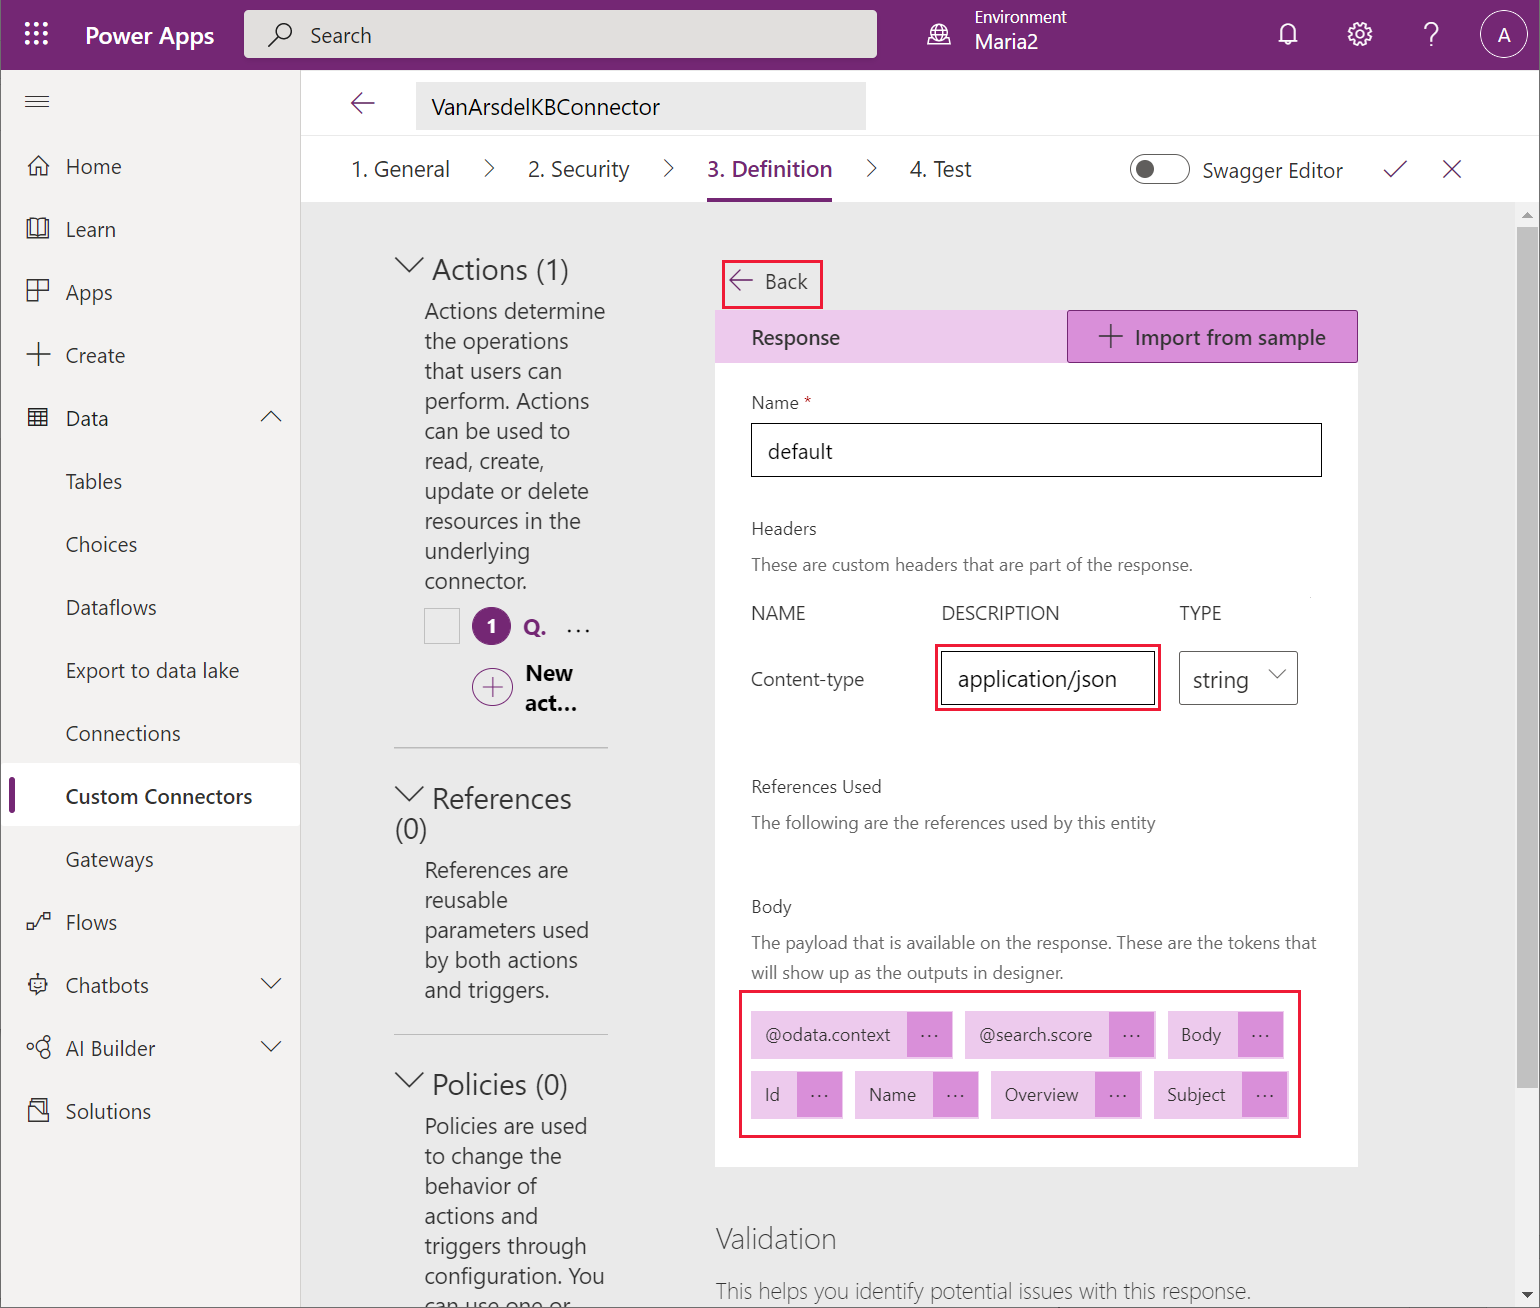 Power Apps
Search
Environment
Maria2
A
VanArsdelKBConnector
1. General
2. Security
3. Definition
4. Test
Swagger Editor
Home
Learn
Apps
Create
Data
Tables
Choices
Dataflows
Export to data lake
Connections
Custom Connectors
Gateways
Flows
Chatbots
AI Builder
Solutions
Actions (1)
Actions determine
the operations
that users can
perform. Actions
can be used to
read, create,
update or delete
resources in the
underlying
connector.
1 Q. ...
New
act...
References
(0)
References are
reusable
parameters used
by both actions
and triggers.
Policies (0)
Policies are used
to change the
behavior of
actions and
triggers through
configuration. You
can use one or
Back
Response
Import from sample
Name *
default
Headers
These are custom headers that are part of the response.
NAME DESCRIPTION TYPE
Content-type application/json string
References Used
The following are the references used by this entity
Body
The payload that is available on the response. These are the tokens that
will show up as the outputs in designer.
@odata.context ... @search.score ... Body ...
Id ... Name ... Overview ... Subject ...
Validation
This helps you identify potential issues with this response.